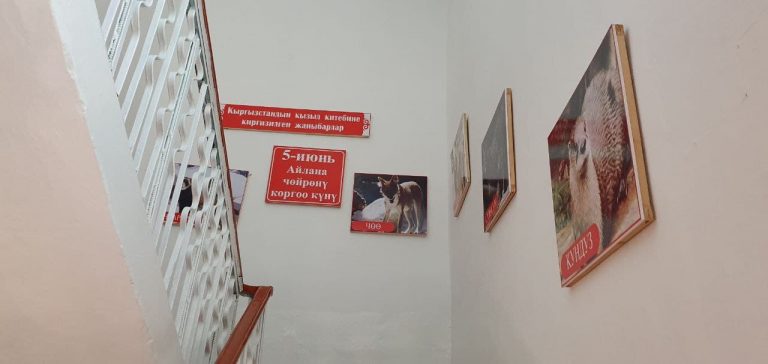 Кыргызстандын кызыл китебине
киргизилген жаныбарлар
5-июнь
Айлана
чөйрөнү
коргоо күнү
ЧӨӨ
КУНДУЗ